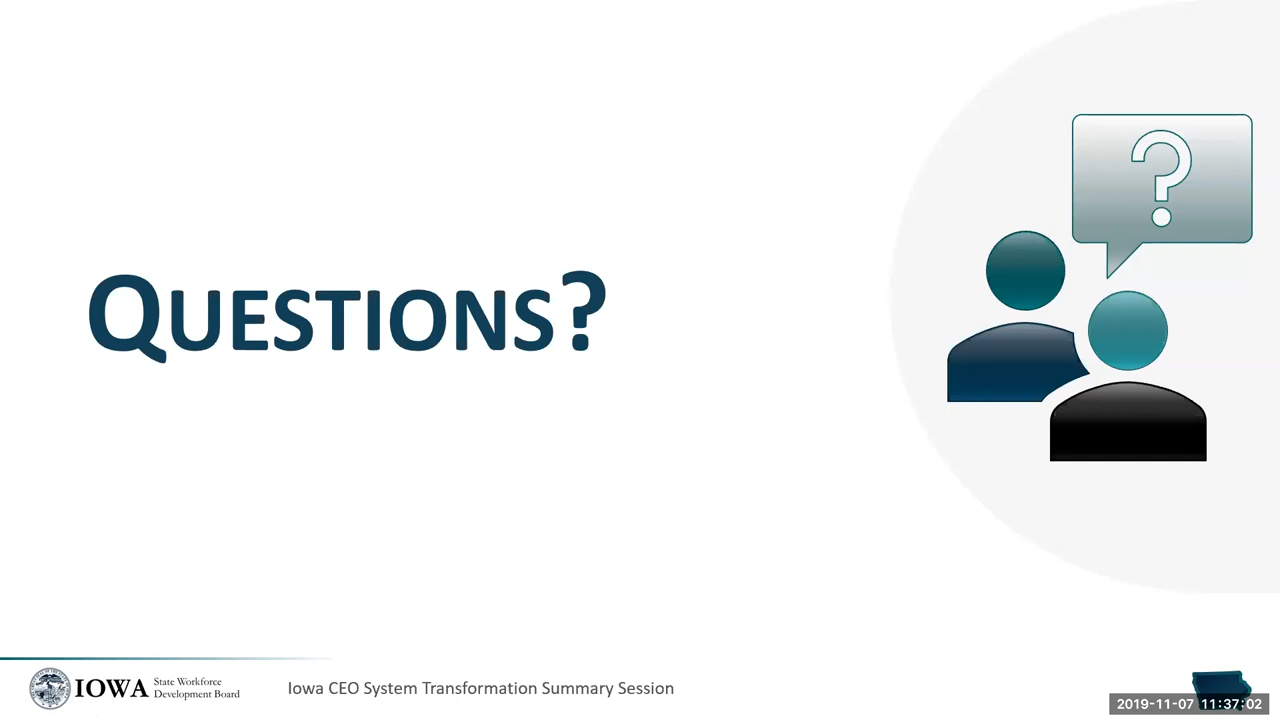 ?
QUESTIONS?
IOWA State Workforce
Development Board
Iowa CEO System Transformation Summary Session
2019-11-07 11:37:02